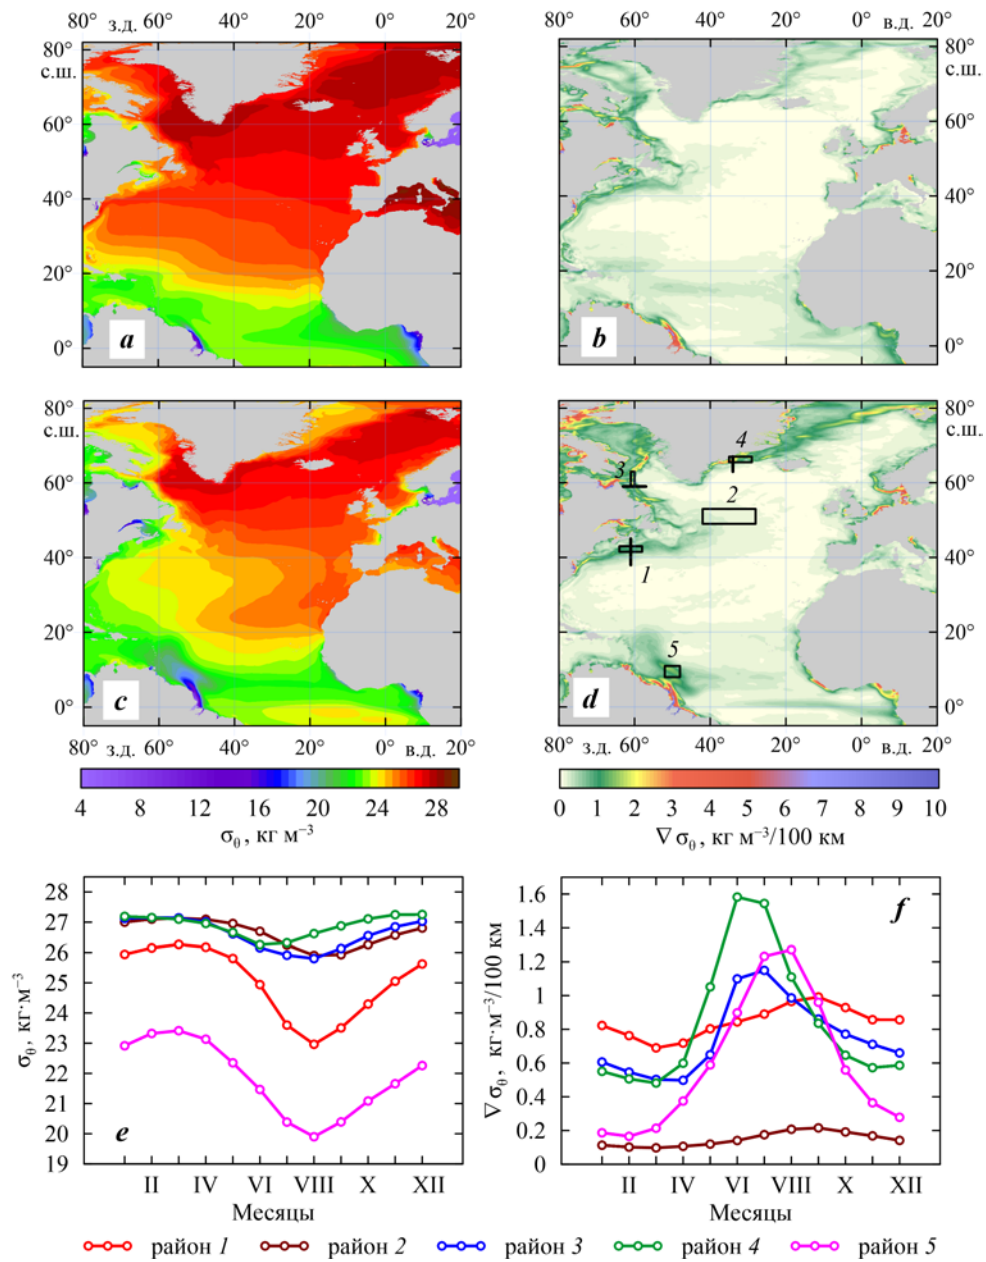 80° з.д. 40° 20° 0° 20° 80° з.д. 40° 20° 0° в.д. 20°
80° с.ш. 60° 40° 20° 0° a
b 80° с.ш. 60° 40° 20° 0°
80° с.ш. 60° 40° 20° 0° c
d 1 2 3 4 5 80° с.ш. 60° 40° 20° 0°
80° з.д. 60° 40° 20° 0° в.д. 20° 80° з.д. 60° 40° 20° 0° в.д. 20°
4 8 12 16 20 24 28
σθ, кг м⁻³
0 1 2 3 4 5 6 7 8 9 10
∇σθ, кг м⁻³/100 км
28 27 26 25 24 23 22 21 20 19
σθ, кг·м⁻³
e
II IV VI VIII X XII
Месяцы
1.6 1.4 1.2 1 0.8 0.6 0.4 0.2 0
∇σθ, кг·м⁻³/100 км
f
II IV VI VIII X XII
Месяцы
район 1 район 2 район 3 район 4 район 5